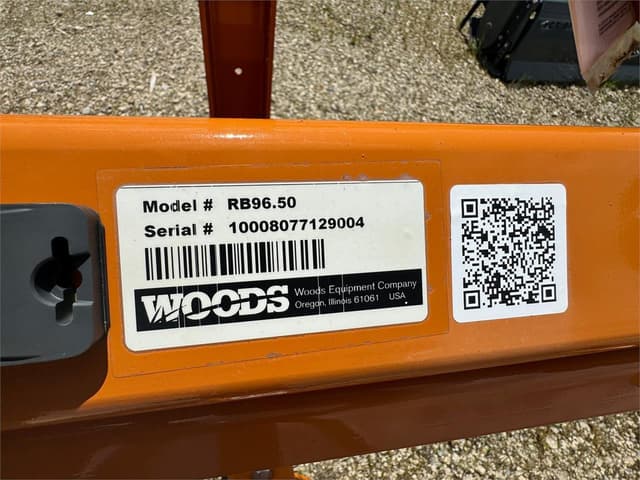 Model # RB96.50
Serial # 10008077129004
WOODS
Woods Equipment Company
Oregon, Illinois 61061 USA